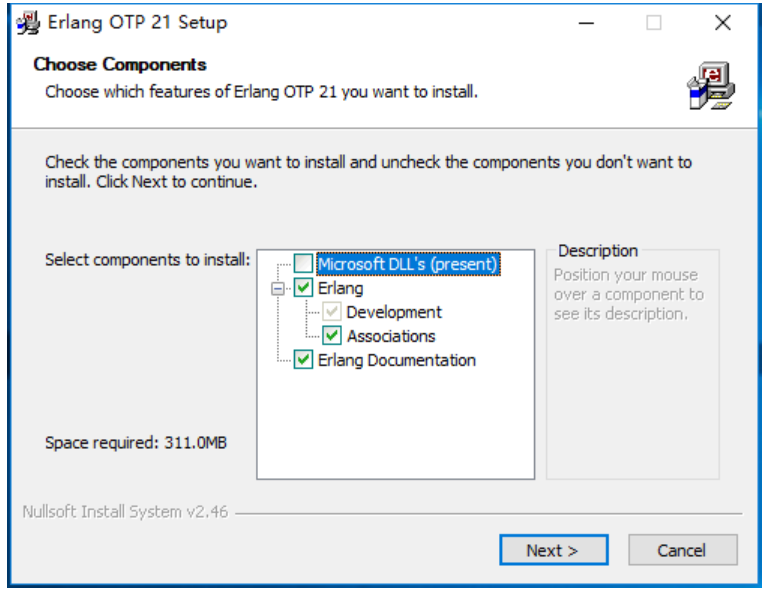 Erlang OTP 21 Setup
Choose Components
Choose which features of Erlang OTP 21 you want to install.
Check the components you want to install and uncheck the components you don't want to
install. Click Next to continue.
Select components to install:
Microsoft DLL's (present)
Erlang
Development
Associations
Erlang Documentation
Description
Position your mouse
over a component to
see its description.
Space required: 311.0MB
Nullsoft Install System v2.46
Next >
Cancel